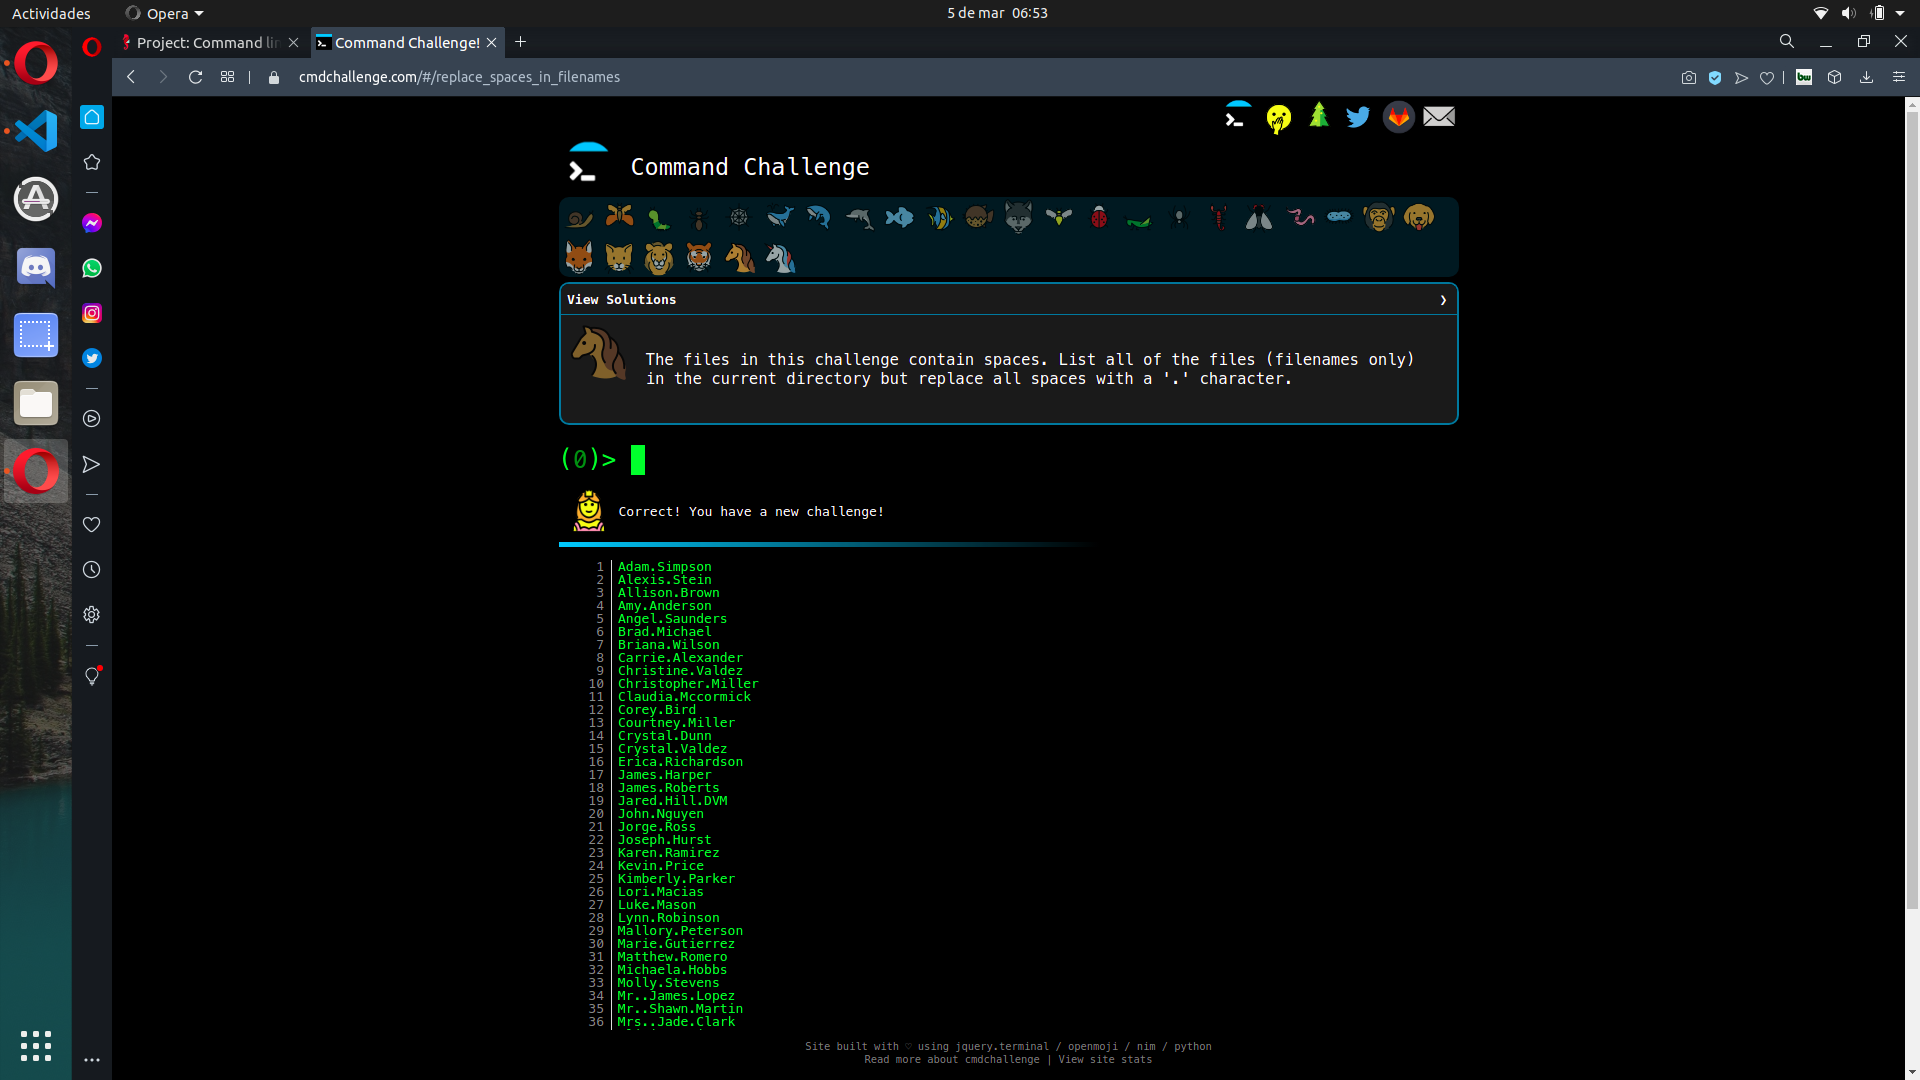 Actividades
Opera
5 de mar 06:53
Project: Command lin
Command Challenge!
cmdchallenge.com/#/replace_spaces_in_filenames
bw
Command Challenge
View Solutions
The files in this challenge contain spaces. List all of the files (filenames only)
in the current directory but replace all spaces with a '.' character.
(0)>
Correct! You have a new challenge!
1 Adam.Simpson
2 Alexis.Stein
3 Allison.Brown
4 Amy.Anderson
5 Angel.Saunders
6 Brad.Michael
7 Briana.Wilson
8 Carrie.Alexander
9 Christine.Valdez
10 Christopher.Miller
11 Claudia.Mccormick
12 Corey.Bird
13 Courtney.Miller
14 Crystal.Dunn
15 Crystal.Valdez
16 Erica.Richardson
17 James.Harper
18 James.Roberts
19 Jared.Hill.DVM
20 John.Nguyen
21 Jorge.Ross
22 Joseph.Hurst
23 Karen.Ramirez
24 Kevin.Price
25 Kimberly.Parker
26 Lori.Macias
27 Luke.Mason
28 Lynn.Robinson
29 Mallory.Peterson
30 Marie.Gutierrez
31 Matthew.Romero
32 Michaela.Hobbs
33 Molly.Stevens
34 Mr..James.Lopez
35 Mr..Shawn.Martin
36 Mrs..Jade.Clark
Site built with ♡ using jquery.terminal / openmoji / nim / python
Read more about cmdchallenge | View site stats